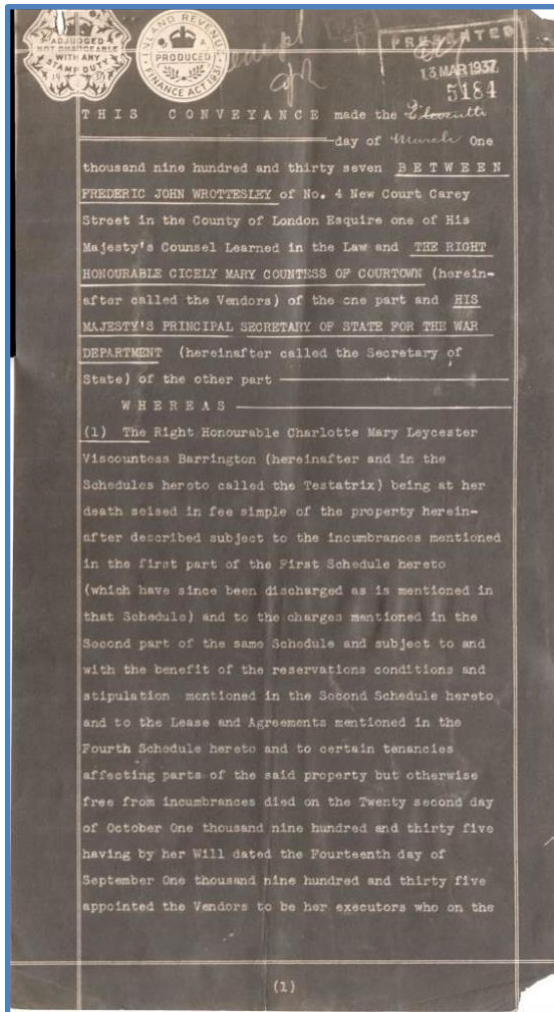 ADJUDGED
NOT CHARGEABLE
WITH ANY
STAMP DUTY
INLAND REVENUE
PRODUCED
FINANCE ACT 1931
PRESENTED
13 MAR 1937
5184
THIS CONVEYANCE made the Eleventh
day of March One
thousand nine hundred and thirty seven BETWEEN
FREDERIC JOHN WROTTESLEY of No. 4 New Court Carey
Street in the County of London Esquire one of His
Majesty's Counsel Learned in the Law and THE RIGHT
HONOURABLE CICELY MARY COUNTESS OF COURTOWN (herein-
after called the Vendors) of the one part and HIS
MAJESTY'S PRINCIPAL SECRETARY OF STATE FOR THE WAR
DEPARTMENT (hereinafter called the Secretary of
State) of the other part
WHEREAS
(1) The Right Honourable Charlotte Mary Leycester
Viscountess Barrington (hereinafter and in the
Schedules hereto called the Testatrix) being at her
death seised in fee simple of the property herein-
after described subject to the incumbrances mentioned
in the first part of the First Schedule hereto
(which have since been discharged as is mentioned in
that Schedule) and to the charges mentioned in the
Second part of the same Schedule and subject to and
with the benefit of the reservations conditions and
stipulation mentioned in the Second Schedule hereto
and to the Lease and Agreements mentioned in the
Fourth Schedule hereto and to certain tenancies
affecting parts of the said property but otherwise
free from incumbrances died on the Twenty second day
of October One thousand nine hundred and thirty five
having by her Will dated the Fourteenth day of
September One thousand nine hundred and thirty five
appointed the Vendors to be her executors who on the
(1)